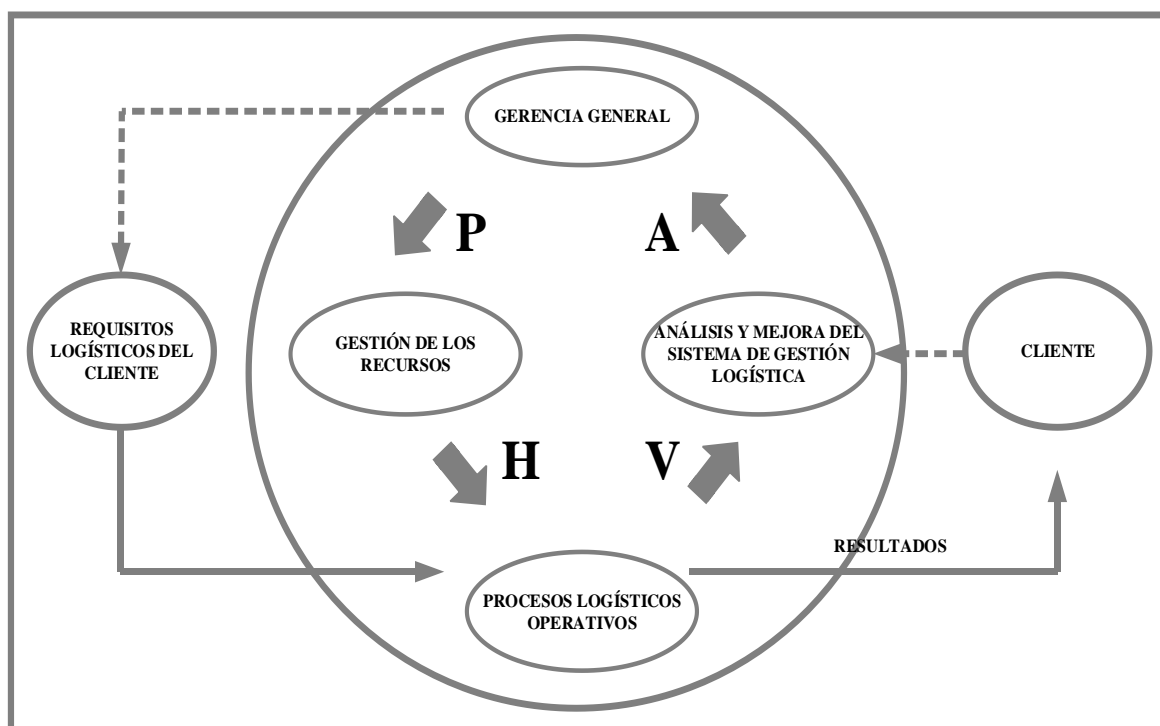 GERENCIA GENERAL
P
A
REQUISITOS
LOGÍSTICOS DEL
CLIENTE
GESTIÓN DE LOS
RECURSOS
ANÁLISIS Y MEJORA DEL
SISTEMA DE GESTIÓN
LOGÍSTICA
CLIENTE
H
V
RESULTADOS
PROCESOS LOGÍSTICOS
OPERATIVOS